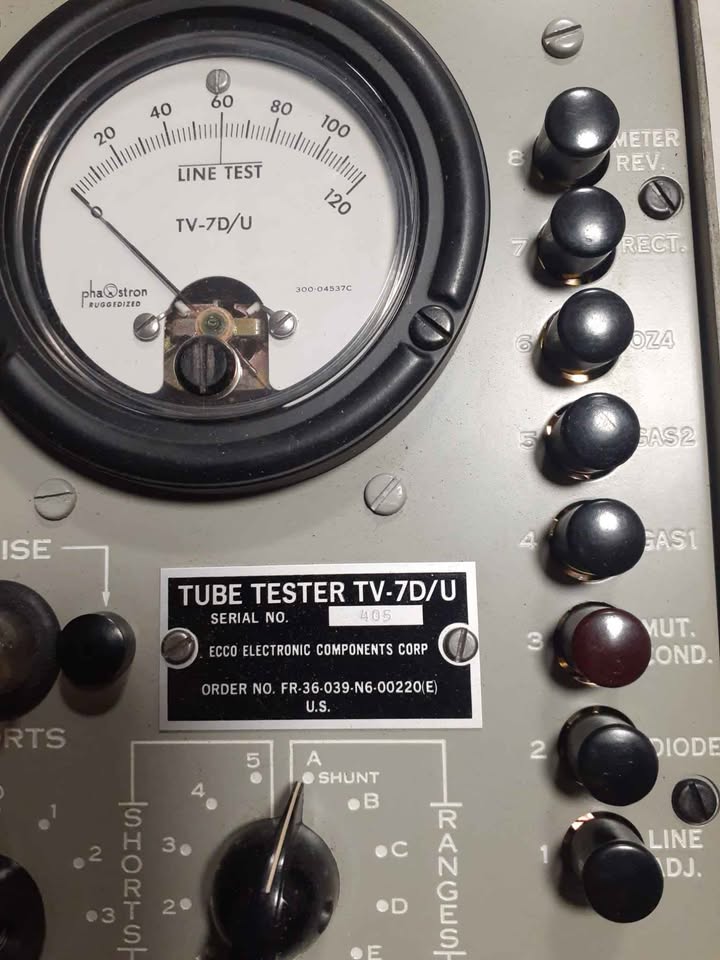 20 40 60 80 100 120
LINE TEST
TV-7D/U
phaostron
RUGGEDIZED
300-04537C
8 METER
REV.
7 RECT.
6 OZ4
5 GAS2
4 GAS1
3 MUT.
COND.
2 DIODE
1 LINE
ADJ.
ISE
TUBE TESTER TV-7D/U
SERIAL NO. 405
ECCO ELECTRONIC COMPONENTS CORP
ORDER NO. FR-36-039-N6-00220(E)
U.S.
RTS
1
2
3
SHORTS
5
4
3
2
A
SHUNT
B
C
D
E
RANGES